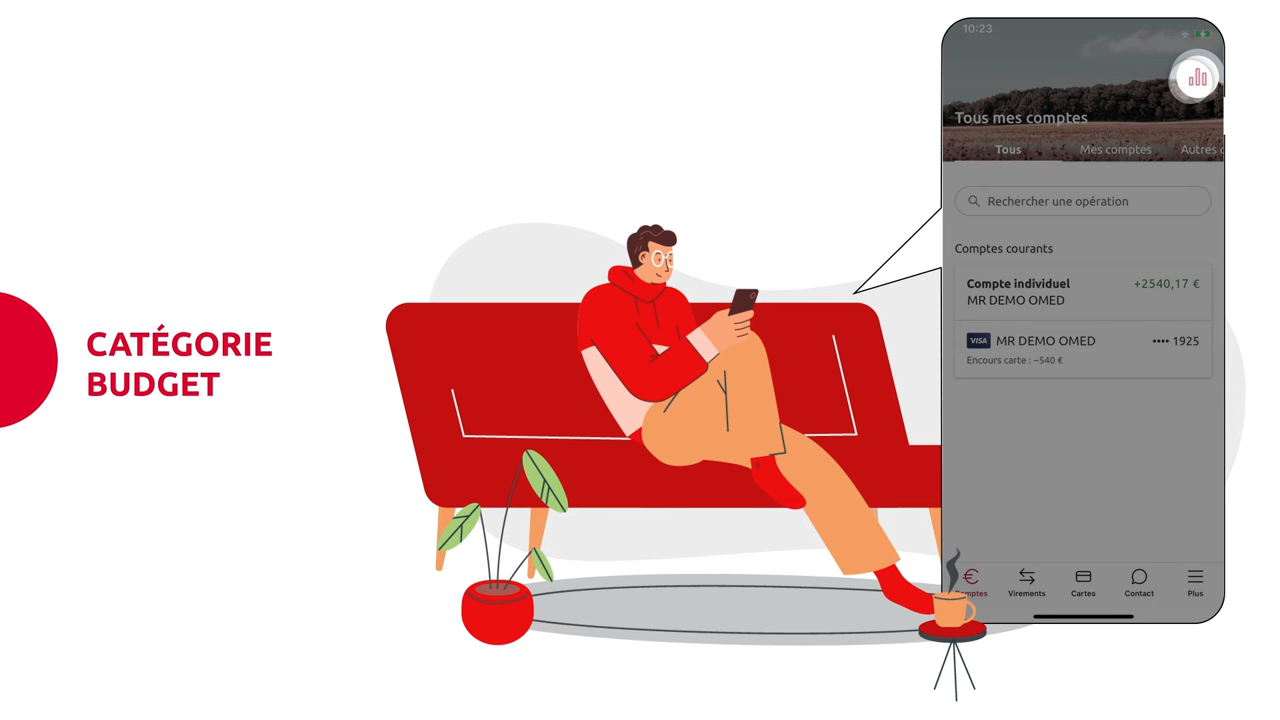 CATÉGORIE
BUDGET
10:23
Tous mes comptes
Tous Mes comptes Autres
Rechercher une opération
Comptes courants
Compte individuel +2540,17 €
MR DEMO OMED
VISA MR DEMO OMED •••• 1925
Encours carte : −540 €
Virements Cartes Contact Plus